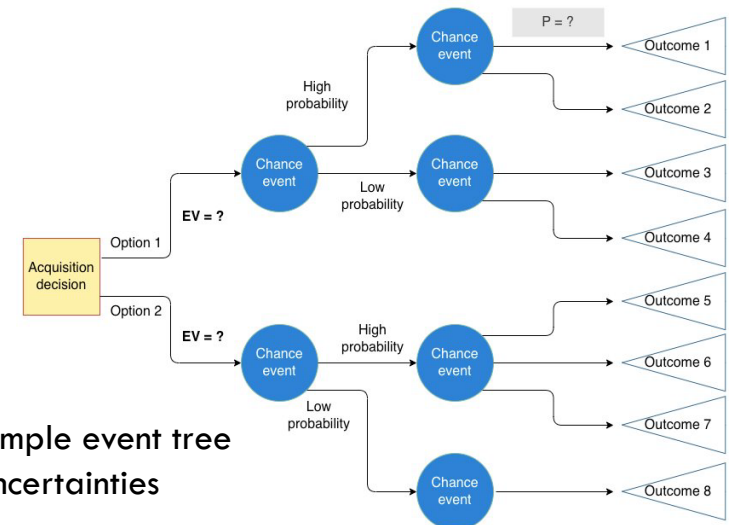 P = ?
Chance
event
Outcome 1
High
probability
Outcome 2
Chance
event
Low
probability
Chance
event
Outcome 3
EV = ?
Option 1
Outcome 4
Acquisition
decision
Option 2
Outcome 5
EV = ?
High
probability
Chance
event
Chance
event
Outcome 6
Low
probability
Outcome 7
mple event tree
ncertainties
Chance
event
Outcome 8